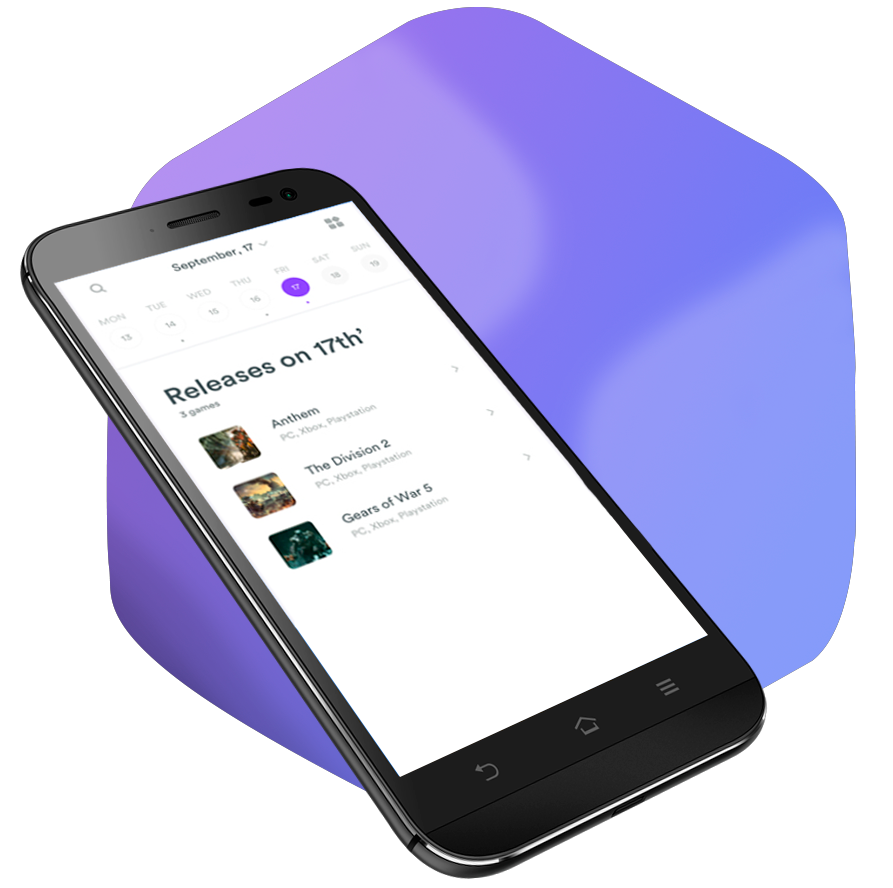 September, 17
MON TUE WED THU FRI SAT SUN
13 14 15 16 17 18 19
Releases on 17th’
3 games
Anthem
PC, Xbox, Playstation
The Division 2
PC, Xbox, Playstation
Gears of War 5
PC, Xbox, Playstation